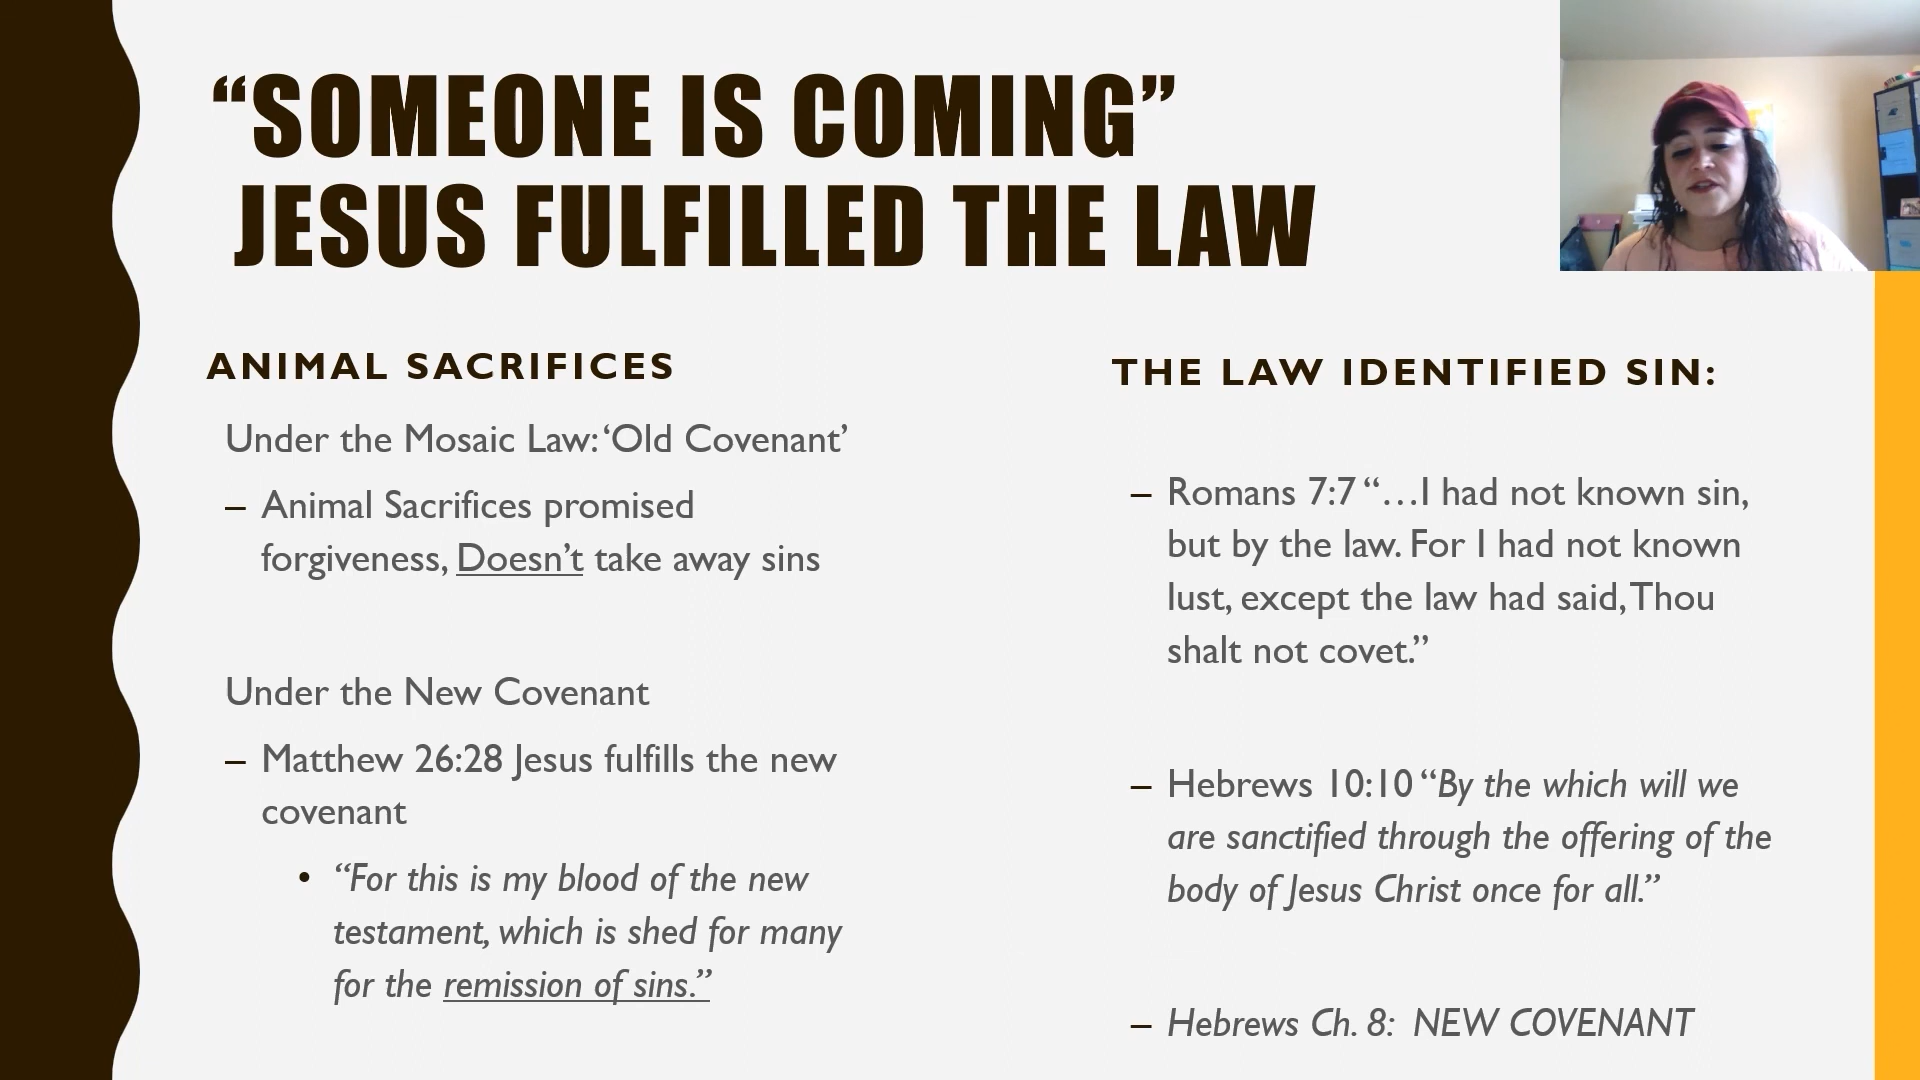 “SOMEONE IS COMING”
JESUS FULFILLED THE LAW
ANIMAL SACRIFICES
Under the Mosaic Law: ‘Old Covenant’
– Animal Sacrifices promised
forgiveness, Doesn’t take away sins
Under the New Covenant
– Matthew 26:28 Jesus fulfills the new
covenant
• “For this is my blood of the new
testament, which is shed for many
for the remission of sins.”
THE LAW IDENTIFIED SIN:
– Romans 7:7 “…I had not known sin,
but by the law. For I had not known
lust, except the law had said, Thou
shalt not covet.”
– Hebrews 10:10 “By the which will we
are sanctified through the offering of the
body of Jesus Christ once for all.”
– Hebrews Ch. 8: NEW COVENANT